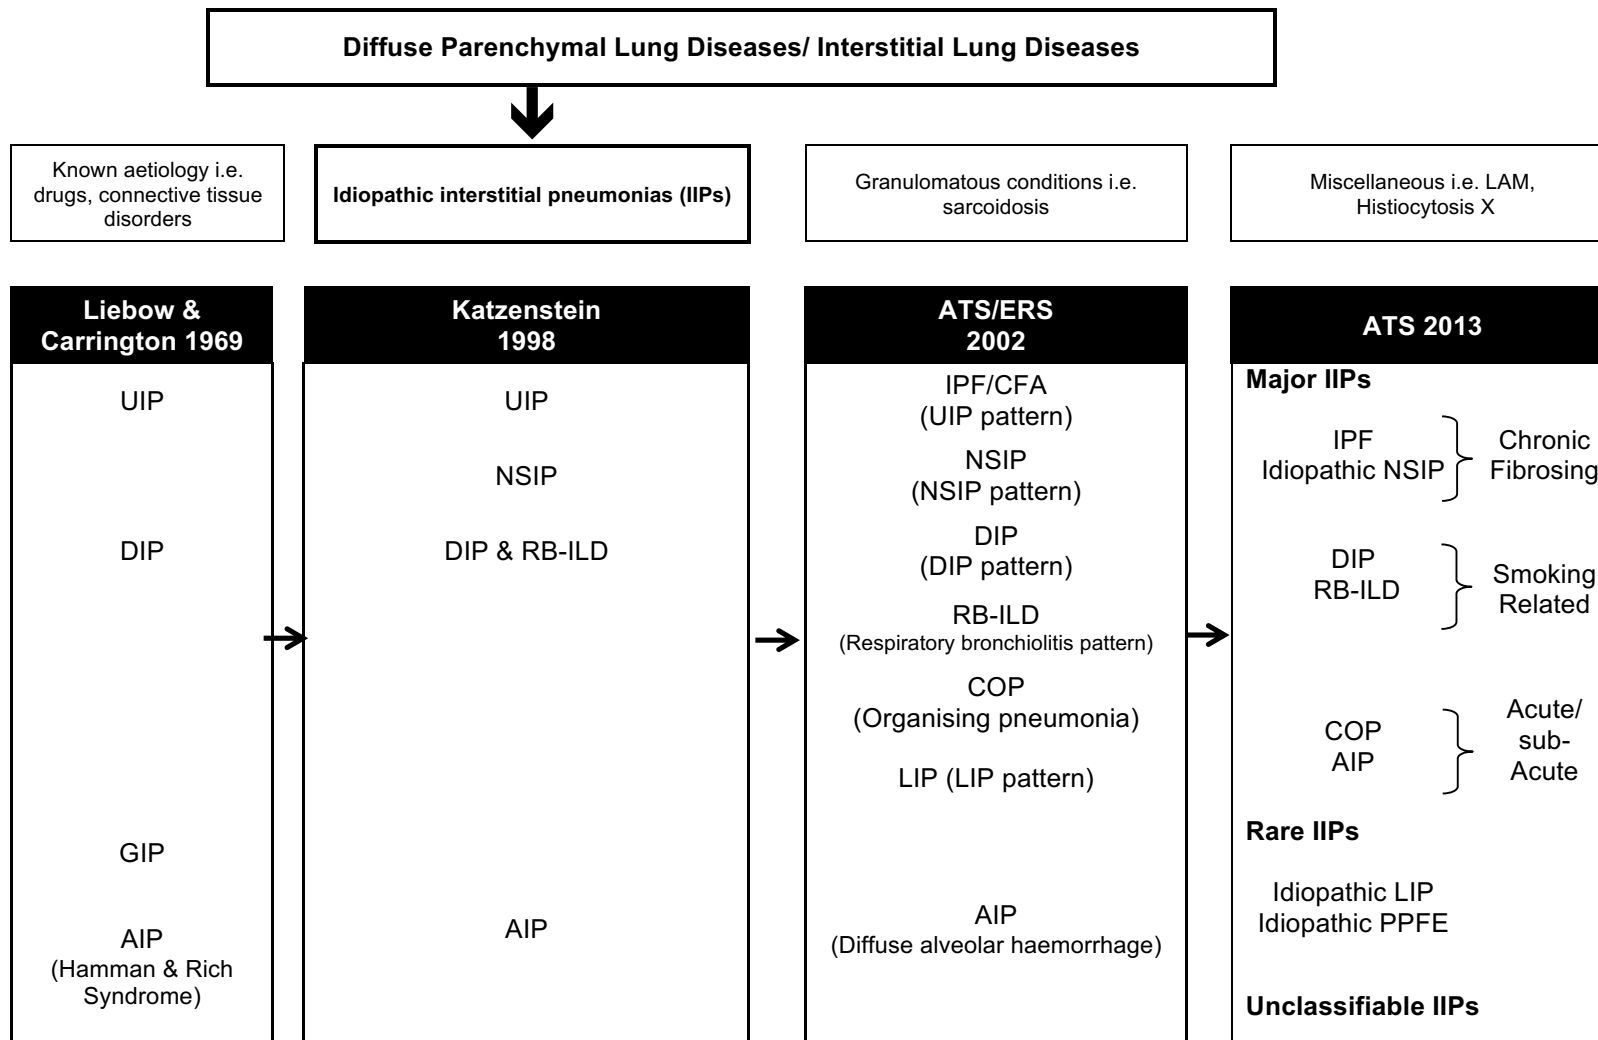 Diffuse Parenchymal Lung Diseases/ Interstitial Lung Diseases
Known aetiology i.e.
drugs, connective tissue
disorders
Idiopathic interstitial pneumonias (IIPs)
Granulomatous conditions i.e.
sarcoidosis
Miscellaneous i.e. LAM,
Histiocytosis X
Liebow &
Carrington 1969
UIP
DIP
GIP
AIP
(Hamman & Rich
Syndrome)
Katzenstein
1998
UIP
NSIP
DIP & RB-ILD
AIP
ATS/ERS
2002
IPF/CFA
(UIP pattern)
NSIP
(NSIP pattern)
DIP
(DIP pattern)
RB-ILD
(Respiratory bronchiolitis pattern)
COP
(Organising pneumonia)
LIP (LIP pattern)
AIP
(Diffuse alveolar haemorrhage)
ATS 2013
Major IIPs
IPF
Idiopathic NSIP
Chronic
Fibrosing
DIP
RB-ILD
Smoking
Related
COP
AIP
Acute/
sub-
Acute
Rare IIPs
Idiopathic LIP
Idiopathic PPFE
Unclassifiable IIPs